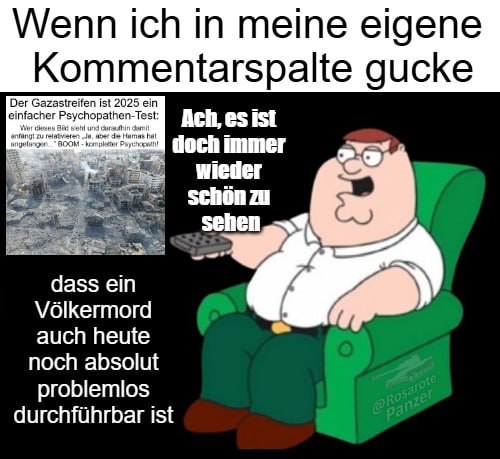 Wenn ich in meine eigene
Kommentarspalte gucke
Der Gazastreifen ist 2025 ein
einfacher Psychopathen-Test:
Wer dieses Bild sieht und daraufhin damit
anfängt zu relativieren „Ja, aber die Hamas hat
angefangen..." BOOM - kompletter Psychopath!
Ach, es ist
doch immer
wieder
schön zu
sehen
dass ein
Völkermord
auch heute
noch absolut
problemlos
durchführbar ist
@Rosarote
Panzer